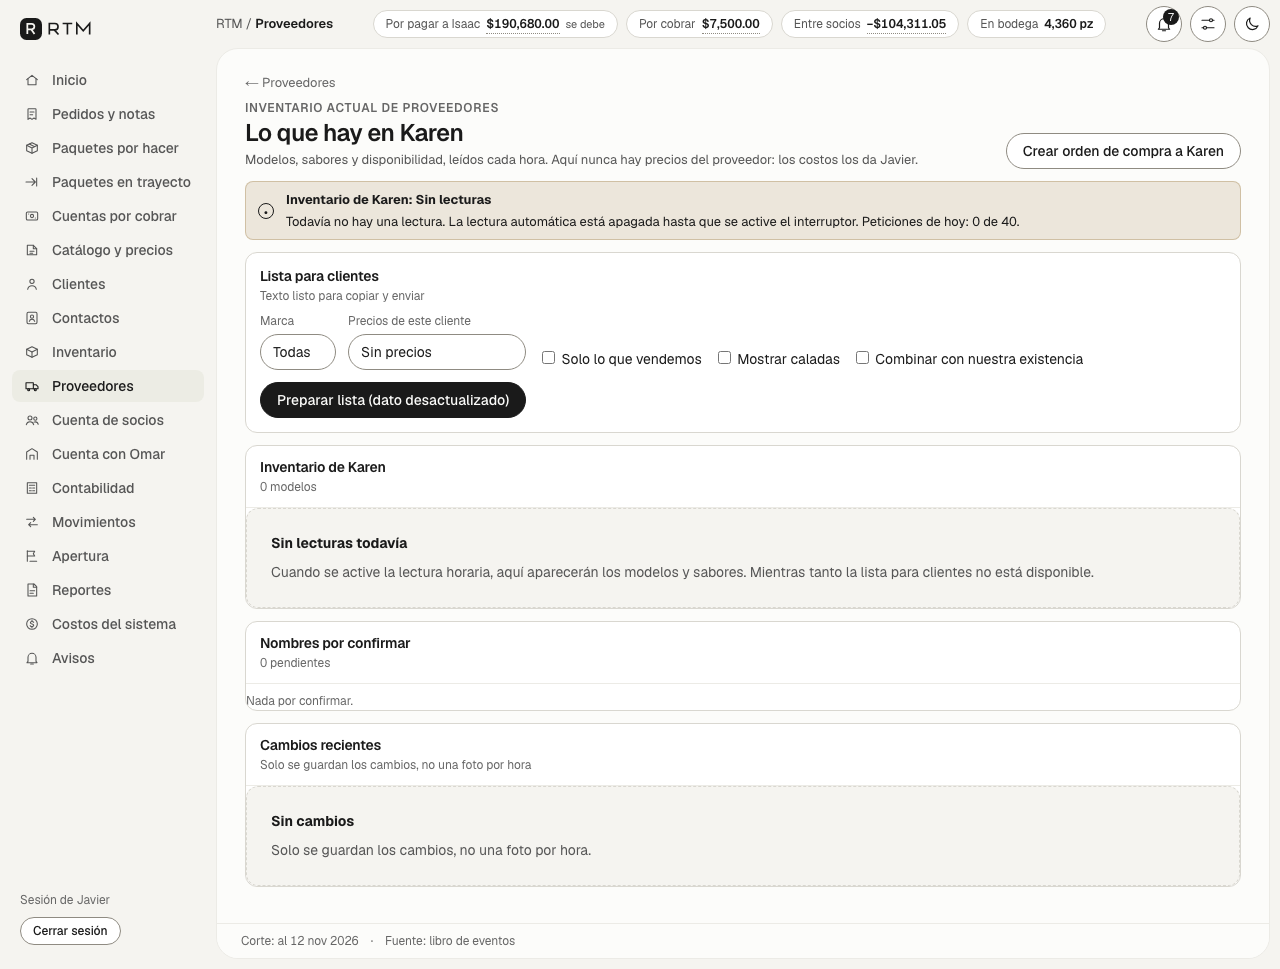 R RTM
RTM / Proveedores
Por pagar a Isaac $190,680.00 se debe
Por cobrar $7,500.00
Entre socios −$104,311.05
En bodega 4,360 pz
7
Inicio
Pedidos y notas
Paquetes por hacer
Paquetes en trayecto
Cuentas por cobrar
Catálogo y precios
Clientes
Contactos
Inventario
Proveedores
Cuenta de socios
Cuenta con Omar
Contabilidad
Movimientos
Apertura
Reportes
Costos del sistema
Avisos
Sesión de Javier
Cerrar sesión
← Proveedores
INVENTARIO ACTUAL DE PROVEEDORES
Lo que hay en Karen
Modelos, sabores y disponibilidad, leídos cada hora. Aquí nunca hay precios del proveedor: los costos los da Javier.
Crear orden de compra a Karen
Inventario de Karen: Sin lecturas
Todavía no hay una lectura. La lectura automática está apagada hasta que se active el interruptor. Peticiones de hoy: 0 de 40.
Lista para clientes
Texto listo para copiar y enviar
Marca
Precios de este cliente
Todas
Sin precios
Solo lo que vendemos
Mostrar caladas
Combinar con nuestra existencia
Preparar lista (dato desactualizado)
Inventario de Karen
0 modelos
Sin lecturas todavía
Cuando se active la lectura horaria, aquí aparecerán los modelos y sabores. Mientras tanto la lista para clientes no está disponible.
Nombres por confirmar
0 pendientes
Nada por confirmar.
Cambios recientes
Solo se guardan los cambios, no una foto por hora
Sin cambios
Solo se guardan los cambios, no una foto por hora.
Corte: al 12 nov 2026 · Fuente: libro de eventos